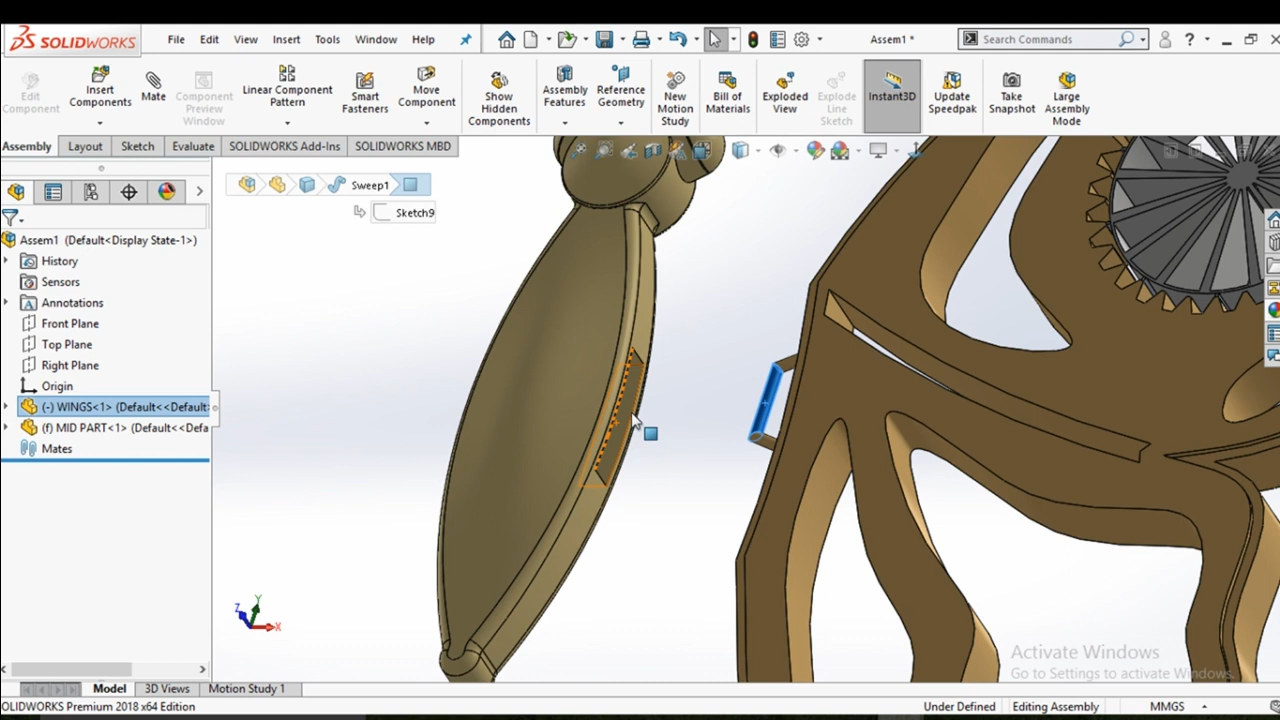 SOLIDWORKS File Edit View Insert Tools Window Help Assem1 * Search Commands ?
Edit Component
Insert Components
Mate
Component Preview Window
Linear Component Pattern
Smart Fasteners
Move Component
Show Hidden Components
Assembly Features
Reference Geometry
New Motion Study
Bill of Materials
Exploded View
Explode Line Sketch
Instant3D
Update Speedpak
Take Snapshot
Large Assembly Mode
Assembly Layout Sketch Evaluate SOLIDWORKS Add-Ins SOLIDWORKS MBD
Sweep1
Sketch9
Assem1 (Default<Display State-1>)
History
Sensors
Annotations
Front Plane
Top Plane
Right Plane
Origin
(-) WINGS<1> (Default<<Default
(f) MID PART<1> (Default<<Defa
Mates
Y
Z
X
Activate Windows
Go to Settings to activate Windows.
Model 3D Views Motion Study 1
SOLIDWORKS Premium 2018 x64 Edition Under Defined Editing Assembly MMGS